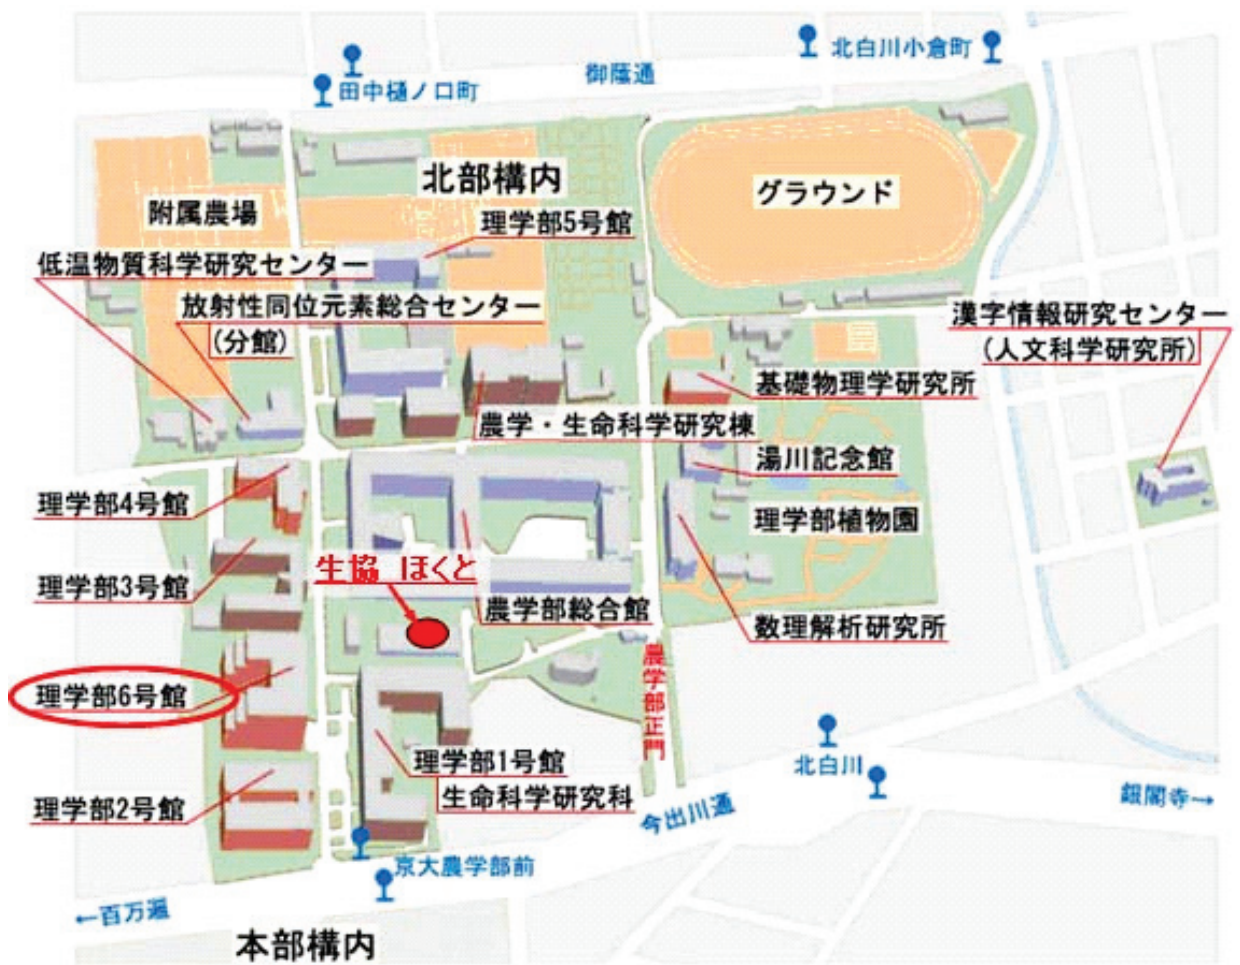 北白川小倉町
御蔭通
田中樋ノ口町
北部構内
グラウンド
附属農場
理学部5号館
低温物質科学研究センター
放射性同位元素総合センター
(分館)
漢字情報研究センター
(人文科学研究所)
基礎物理学研究所
農学・生命科学研究棟
湯川記念館
理学部4号館
理学部植物園
生協 ほくと
理学部3号館
農学部総合館
数理解析研究所
農学部正門
理学部6号館
理学部1号館
生命科学研究科
北白川
理学部2号館
今出川通
銀閣寺→
京大農学部前
←百万遍
本部構内